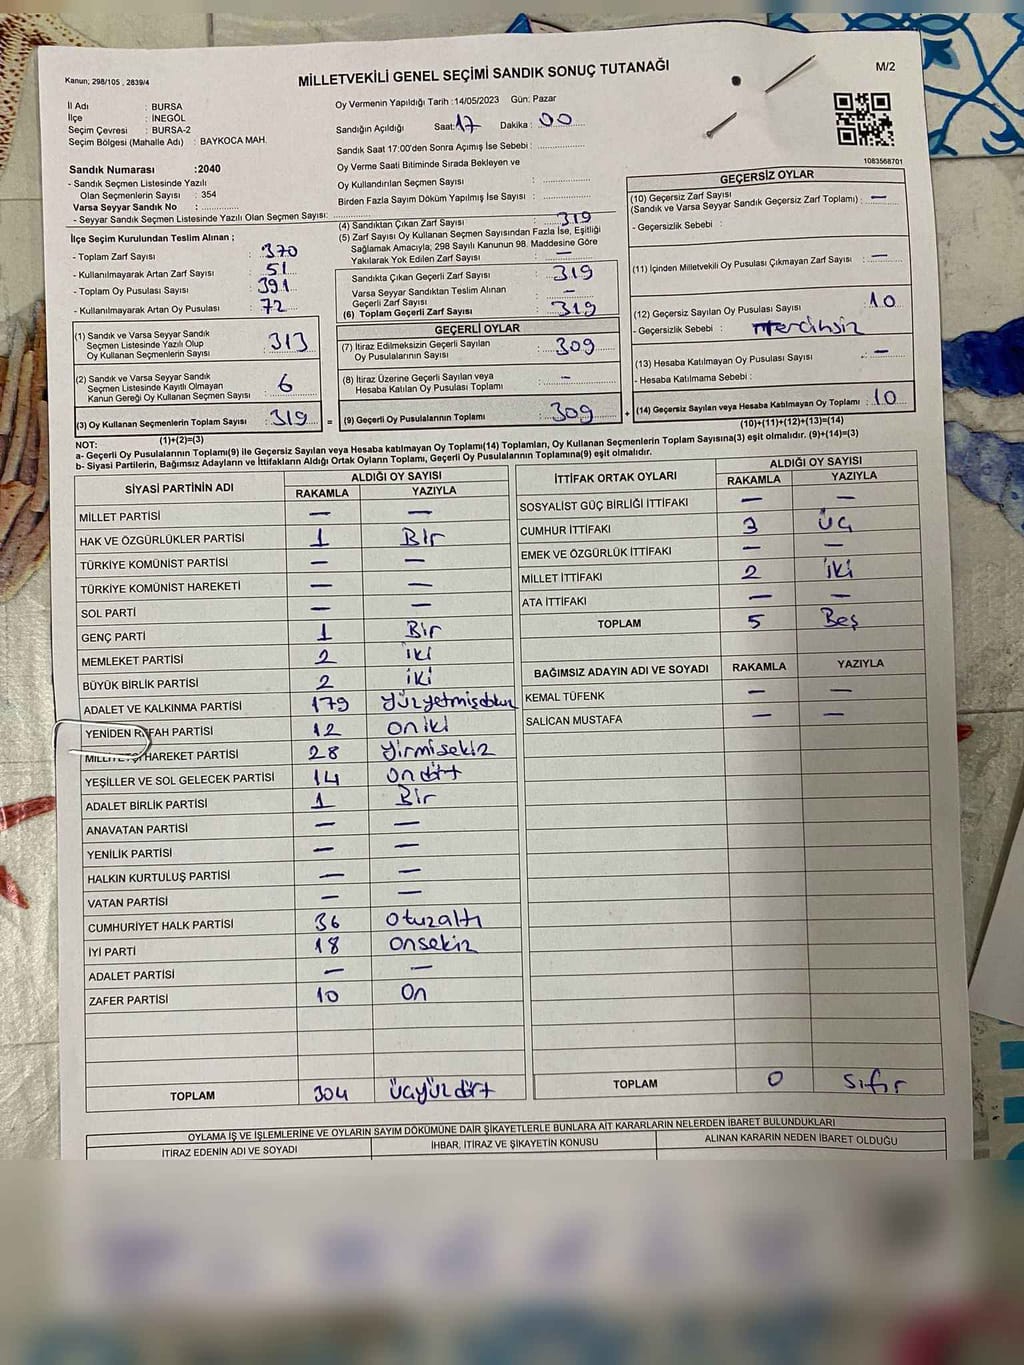 Kanun; 298/105 , 2839/4
MİLLETVEKİLİ GENEL SEÇİMİ SANDIK SONUÇ TUTANAĞI
M/2
İl Adı : BURSA
İlçe : İNEGÖL
Seçim Çevresi : BURSA-2
Seçim Bölgesi (Mahalle Adı) : BAYKOCA MAH.
Sandık Numarası :2040
- Sandık Seçmen Listesinde Yazılı
Olan Seçmenlerin Sayısı : 354
Varsa Seyyar Sandık No :
- Seyyar Sandık Seçmen Listesinde Yazılı Olan Seçmen Sayısı:
Oy Vermenin Yapıldığı Tarih :14/05/2023 Gün: Pazar
Sandığın Açıldığı Saat: 17 Dakika : 00
Sandık Saat 17:00'den Sonra Açımış İse Sebebi :
Oy Verme Saati Bitiminde Sırada Bekleyen ve
Oy Kullandırılan Seçmen Sayısı :
Birden Fazla Sayım Döküm Yapılmış İse Sayısı :
1083568701
İlçe Seçim Kurulundan Teslim Alınan ;
- Toplam Zarf Sayısı : 370
- Kullanılmayarak Artan Zarf Sayısı : 51
- Toplam Oy Pusulası Sayısı : 391
- Kullanılmayarak Artan Oy Pusulası : 72
(1) Sandık ve Varsa Seyyar Sandık
Seçmen Listesinde Yazılı Olup
Oy Kullanan Seçmenlerin Sayısı : 313
(2) Sandık ve Varsa Seyyar Sandık
Seçmen Listesinde Kayıtlı Olmayan
Kanun Gereği Oy Kullanan Seçmen Sayısı : 6
(3) Oy Kullanan Seçmenlerin Toplam Sayısı : 319
(1)+(2)=(3)
(4) Sandıktan Çıkan Zarf Sayısı : 319
(5) Zarf Sayısı Oy Kullanan Seçmen Sayısından Fazla İse, Eşitliği
Sağlamak Amacıyla; 298 Sayılı Kanunun 98. Maddesine Göre
Yakılarak Yok Edilen Zarf Sayısı : —
Sandıkta Çıkan Geçerli Zarf Sayısı : 319
Varsa Seyyar Sandıktan Teslim Alınan
Geçerli Zarf Sayısı : —
(6) Toplam Geçerli Zarf Sayısı : 319
GEÇERLİ OYLAR
(7) İtiraz Edilmeksizin Geçerli Sayılan
Oy Pusulalarının Sayısı : 309
(8) İtiraz Üzerine Geçerli Sayılan veya
Hesaba Katılan Oy Pusulası Toplamı : —
= (9) Geçerli Oy Pusulalarının Toplamı : 309
GEÇERSİZ OYLAR
(10) Geçersiz Zarf Sayısı
(Sandık ve Varsa Seyyar Sandık Geçersiz Zarf Toplamı) : —
- Geçersizlik Sebebi :
(11) İçinden Milletvekili Oy Pusulası Çıkmayan Zarf Sayısı : —
(12) Geçersiz Sayılan Oy Pusulası Sayısı : 10
- Geçersizlik Sebebi : mercihsiz
(13) Hesaba Katılmayan Oy Pusulası Sayısı : —
- Hesaba Katılmama Sebebi :
+ (14) Geçersiz Sayılan veya Hesaba Katılmayan Oy Toplamı : 10
(10)+(11)+(12)+(13)=(14)
NOT:
a- Geçerli Oy Pusulalarının Toplamı(9) ile Geçersiz Sayılan veya Hesaba katılmayan Oy Toplamı(14) Toplamları, Oy Kullanan Seçmenlerin Toplam Sayısına(3) eşit olmalıdır. (9)+(14)=(3)
b- Siyasi Partilerin, Bağımsız Adayların ve İttifakların Aldığı Ortak Oyların Toplamı, Geçerli Oy Pusulalarının Toplamına(9) eşit olmalıdır.
SİYASİ PARTİNİN ADI ALDIĞI OY SAYISI
RAKAMLA YAZIYLA
MİLLET PARTİSİ — —
HAK VE ÖZGÜRLÜKLER PARTİSİ 1 Bir
TÜRKİYE KOMÜNİST PARTİSİ — —
TÜRKİYE KOMÜNİST HAREKETİ — —
SOL PARTİ — —
GENÇ PARTİ 1 Bir
MEMLEKET PARTİSİ 2 iki
BÜYÜK BİRLİK PARTİSİ 2 iki
ADALET VE KALKINMA PARTİSİ 179 yüzyetmişdokuz
YENİDEN REFAH PARTİSİ 12 oniki
MİLLİYETÇİ HAREKET PARTİSİ 28 yirmisekiz
YEŞİLLER VE SOL GELECEK PARTİSİ 14 ondört
ADALET BİRLİK PARTİSİ 1 Bir
ANAVATAN PARTİSİ — —
YENİLİK PARTİSİ — —
HALKIN KURTULUŞ PARTİSİ — —
VATAN PARTİSİ — —
CUMHURİYET HALK PARTİSİ 36 otuzaltı
İYİ PARTİ 18 onsekiz
ADALET PARTİSİ — —
ZAFER PARTİSİ 10 On
TOPLAM 304 üçyüzdört
İTTİFAK ORTAK OYLARI ALDIĞI OY SAYISI
RAKAMLA YAZIYLA
SOSYALİST GÜÇ BİRLİĞİ İTTİFAKI — —
CUMHUR İTTİFAKI 3 üç
EMEK VE ÖZGÜRLÜK İTTİFAKI — —
MİLLET İTTİFAKI 2 iki
ATA İTTİFAKI — —
TOPLAM 5 Beş
BAĞIMSIZ ADAYIN ADI VE SOYADI RAKAMLA YAZIYLA
KEMAL TÜFENK — —
SALİCAN MUSTAFA — —
TOPLAM 0 sıfır
OYLAMA İŞ VE İŞLEMLERİNE VE OYLARIN SAYIM DÖKÜMÜNE DAİR ŞİKAYETLERLE BUNLARA AİT KARARLARIN NELERDEN İBARET BULUNDUKLARI
İTİRAZ EDENİN ADI VE SOYADI İHBAR, İTİRAZ VE ŞİKAYETİN KONUSU ALINAN KARARIN NEDEN İBARET OLDUĞU